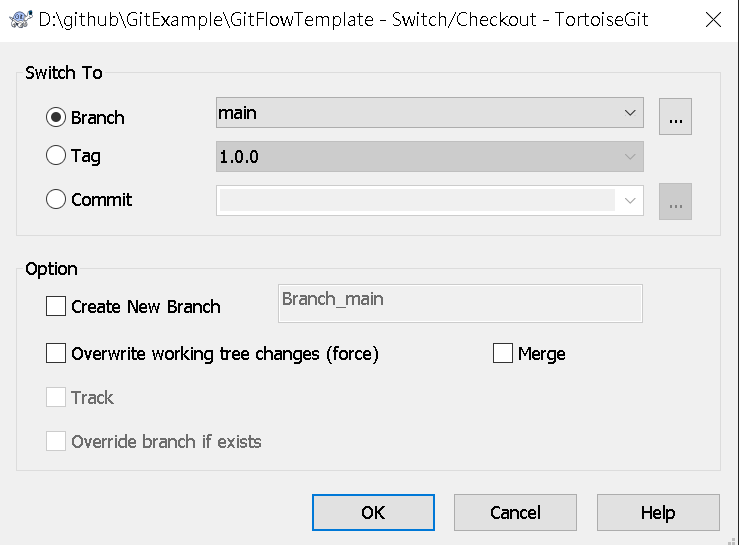 D:\github\GitExample\GitFlowTemplate - Switch/Checkout - TortoiseGit
Switch To
Branch
main
...
Tag
1.0.0
Commit
...
Option
Create New Branch
Branch_main
Overwrite working tree changes (force)
Merge
Track
Override branch if exists
OK
Cancel
Help